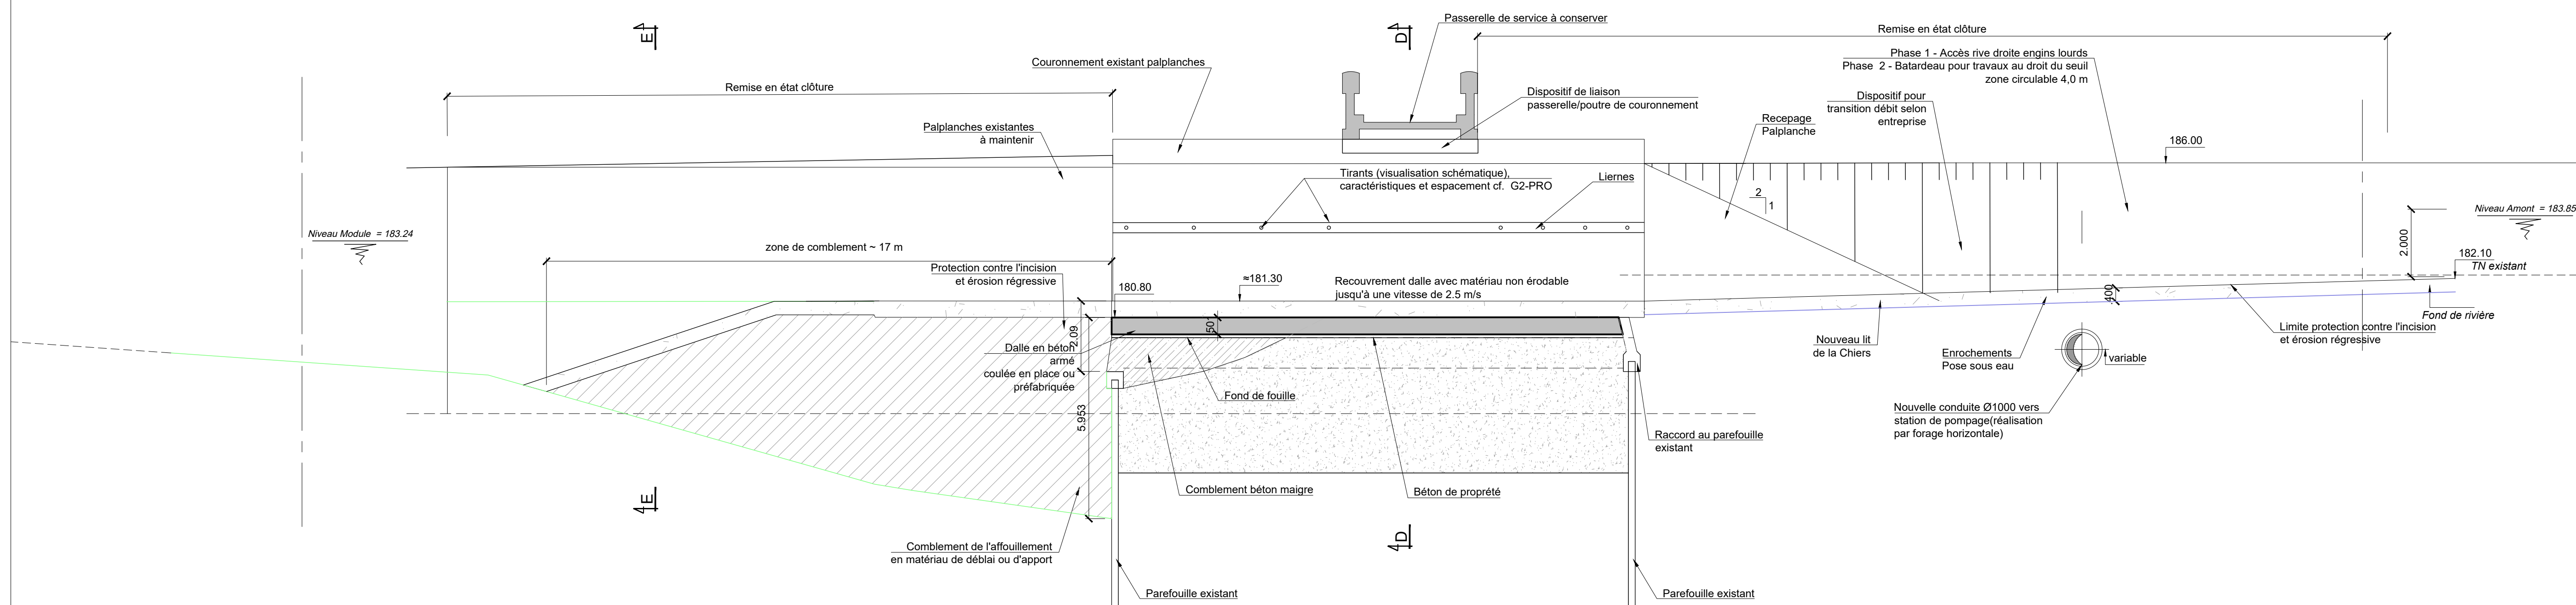 E
D
Passerelle de service à conserver
Remise en état clôture
Couronnement existant palplanches
Phase 1 - Accès rive droite engins lourds
Phase 2 - Batardeau pour travaux au droit du seuil
zone circulable 4,0 m
Remise en état clôture
Dispositif de liaison
passerelle/poutre de couronnement
Dispositif pour
transition débit selon
entreprise
Palplanches existantes
à maintenir
Recepage
Palplanche
186.00
Tirants (visualisation schématique),
caractéristiques et espacement cf. G2-PRO
Liernes
2
1
Niveau Module = 183.24
Niveau Amont = 183.85
zone de comblement ~ 17 m
2.000
182.10
TN existant
Protection contre l'incision
et érosion régressive
≈181.30
Recouvrement dalle avec matériau non érodable
jusqu'à une vitesse de 2.5 m/s
180.80
.400
Fond de rivière
2.09
.50
Limite protection contre l'incision
et érosion régressive
Dalle en béton
armé
coulée en place ou
préfabriquée
Nouveau lit
de la Chiers
Enrochements
Pose sous eau
variable
Fond de fouille
5.953
Nouvelle conduite Ø1000 vers
station de pompage(réalisation
par forage horizontale)
Raccord au parefouille
existant
E
Comblement béton maigre
Béton de proprété
D
Comblement de l'affouillement
en matériau de déblai ou d'apport
Parefouille existant
Parefouille existant